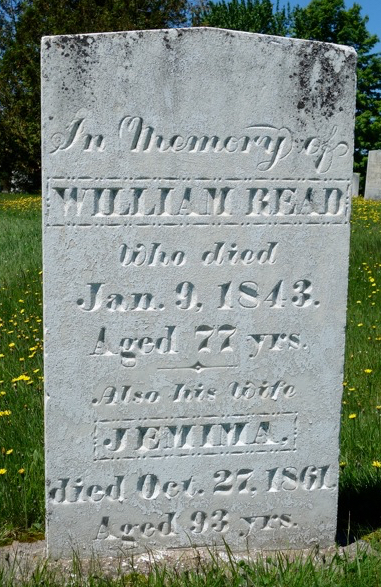 In Memory of
WILLIAM READ
who died
Jan. 9, 1843.
Aged 77 yrs.
Also his wife
JEMIMA.
died Oct. 27, 1861.
Aged 93 yrs.